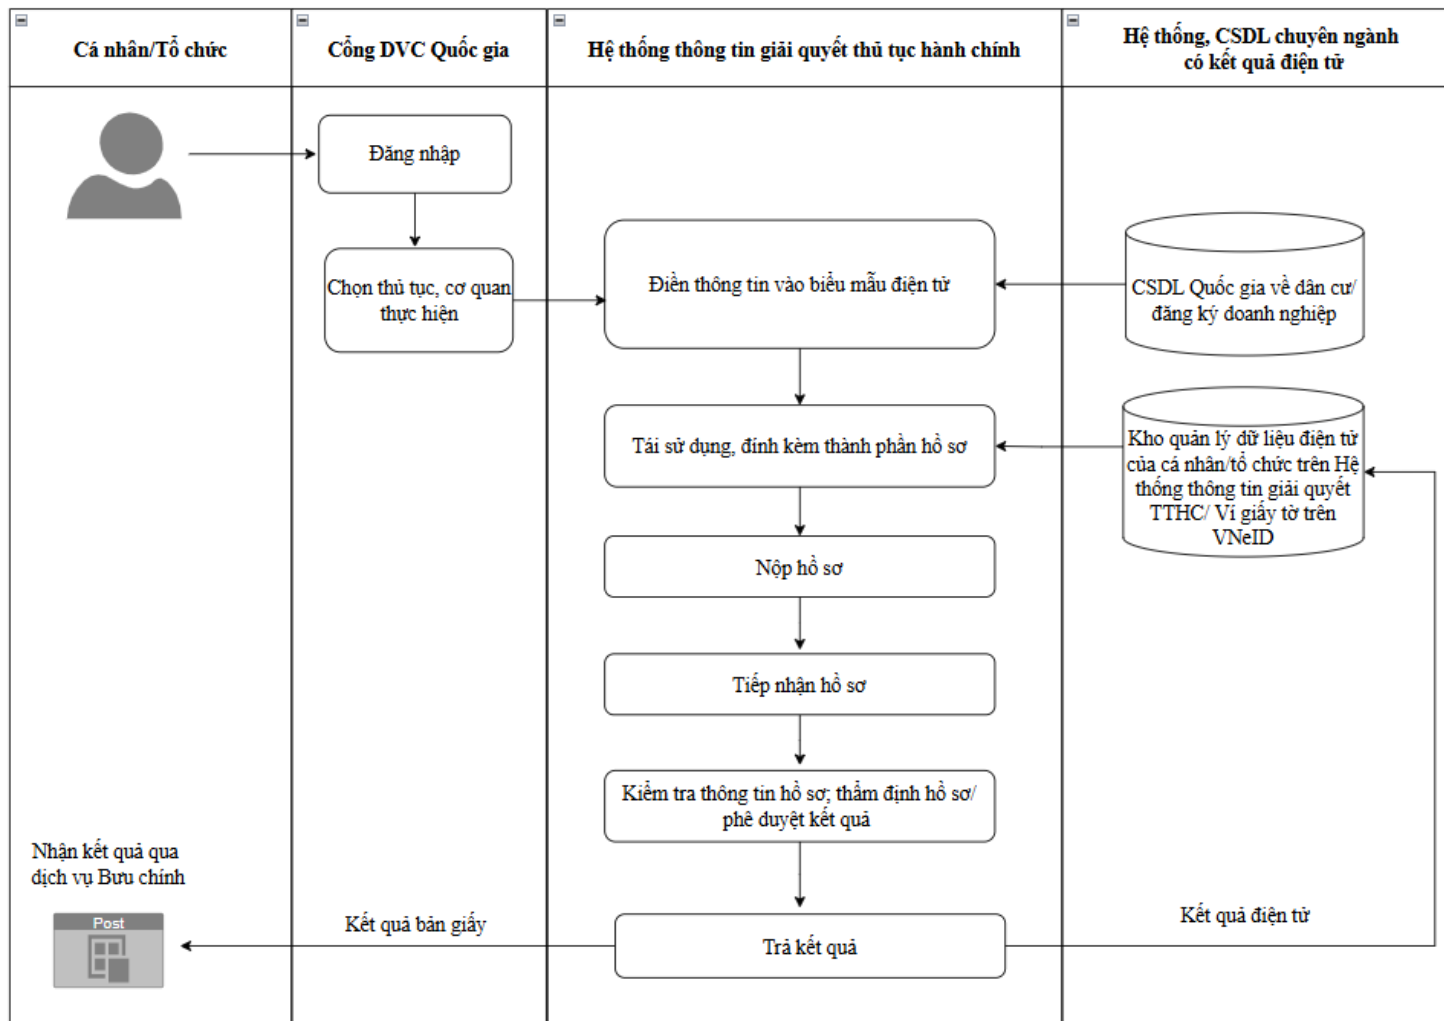 Cá nhân/Tổ chức
Cổng DVC Quốc gia
Hệ thống thông tin giải quyết thủ tục hành chính
Hệ thống, CSDL chuyên ngành
có kết quả điện tử
Đăng nhập
Chọn thủ tục, cơ quan
thực hiện
Điền thông tin vào biểu mẫu điện tử
CSDL Quốc gia về dân cư/
đăng ký doanh nghiệp
Tái sử dụng, đính kèm thành phần hồ sơ
Kho quản lý dữ liệu điện tử
của cá nhân/tổ chức trên Hệ
thống thông tin giải quyết
TTHC/ Ví giấy tờ trên
VNeID
Nộp hồ sơ
Tiếp nhận hồ sơ
Kiểm tra thông tin hồ sơ; thẩm định hồ sơ/
phê duyệt kết quả
Nhận kết quả qua
dịch vụ Bưu chính
Post
Kết quả bản giấy
Trả kết quả
Kết quả điện tử